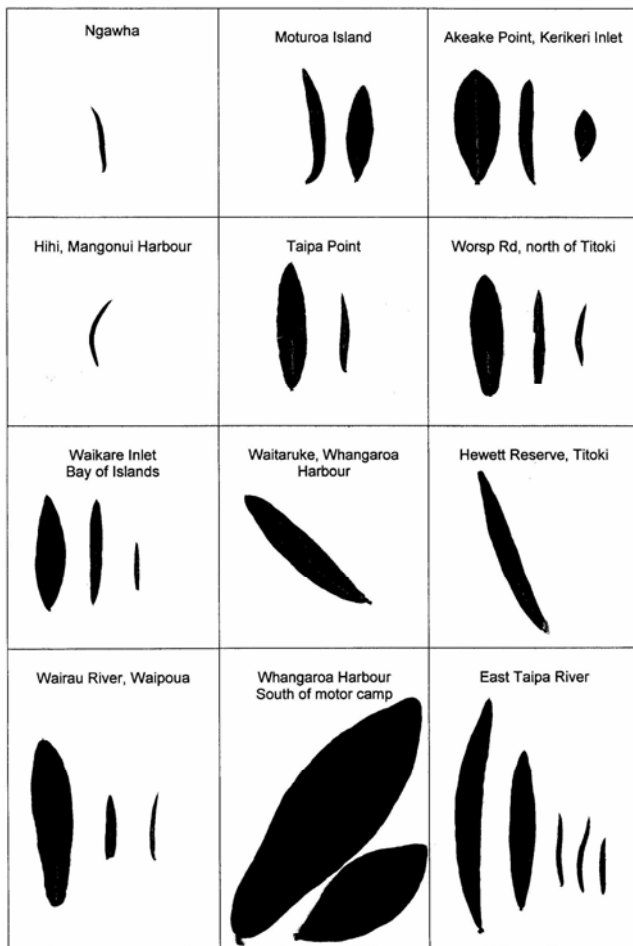 Ngawha
Moturoa Island
Akeake Point, Kerikeri Inlet
Hihi, Mangonui Harbour
Taipa Point
Worsp Rd, north of Titoki
Waikare Inlet
Bay of Islands
Waitaruke, Whangaroa
Harbour
Hewett Reserve, Titoki
Wairau River, Waipoua
Whangaroa Harbour
South of motor camp
East Taipa River